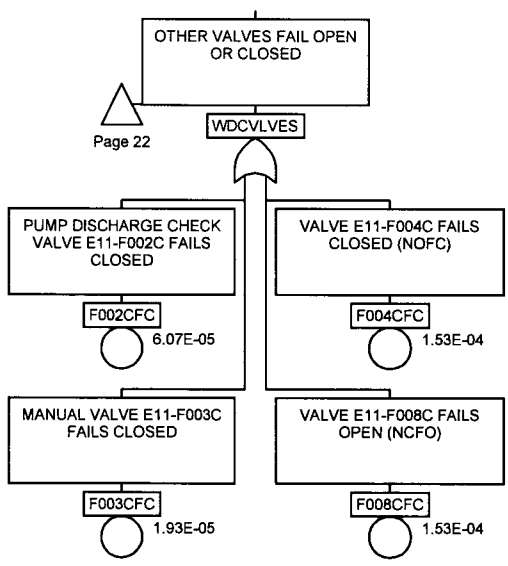 OTHER VALVES FAIL OPEN
OR CLOSED
Page 22
WDCVLVES
PUMP DISCHARGE CHECK
VALVE E11-F002C FAILS
CLOSED
F002CFC
6.07E-05
VALVE E11-F004C FAILS
CLOSED (NOFC)
F004CFC
1.53E-04
MANUAL VALVE E11-F003C
FAILS CLOSED
F003CFC
1.93E-05
VALVE E11-F008C FAILS
OPEN (NCFO)
F008CFC
1.53E-04